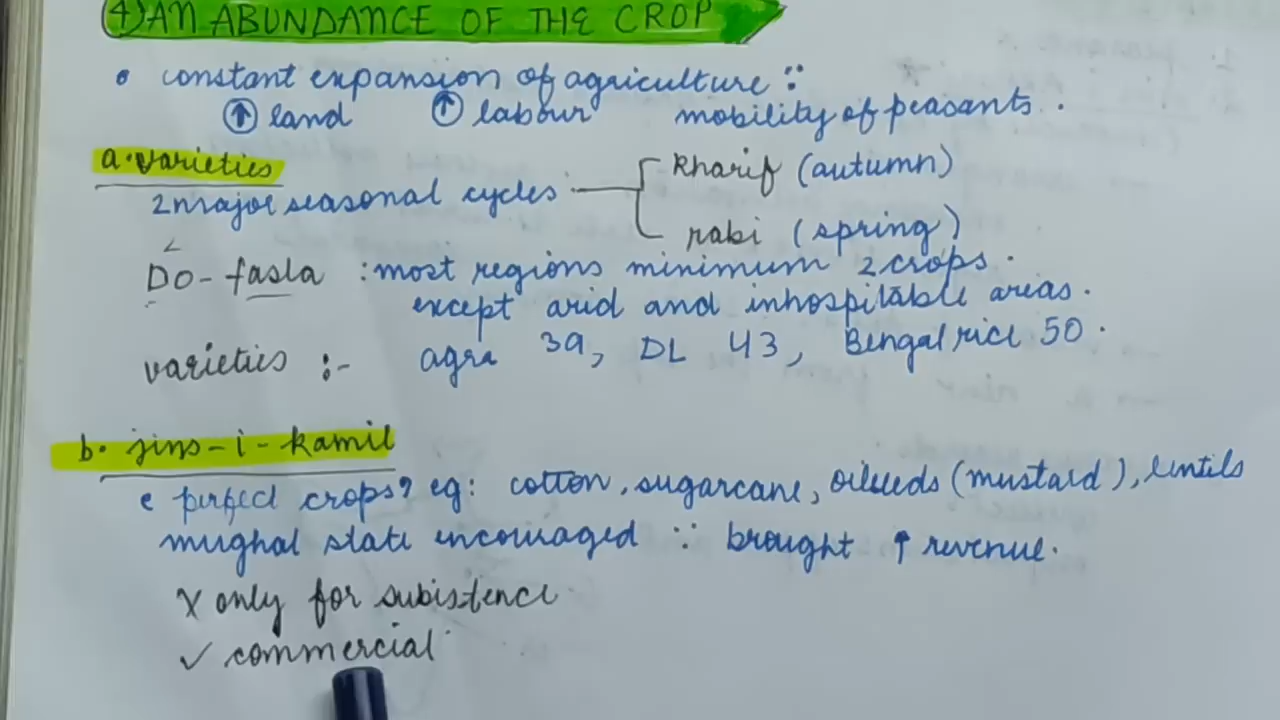 ④ AN ABUNDANCE OF THE CROP
• constant expansion of agriculture ∵
↑ land ↑ labour mobility of peasants .
a. varieties
2 major seasonal cycles
Kharif (autumn)
rabi (spring)
Do-fasla : most regions minimum 2 crops .
except arid and inhospitable areas .
varieties :- agra 39, DL 43, Bengal rice 50 .
b. jins-i-kamil
c perfect crops? eg: cotton, sugarcane, oilseeds (mustard), lentils
mughal state encouraged ∵ brought ↑ revenue.
X only for subistence
✓ commercial